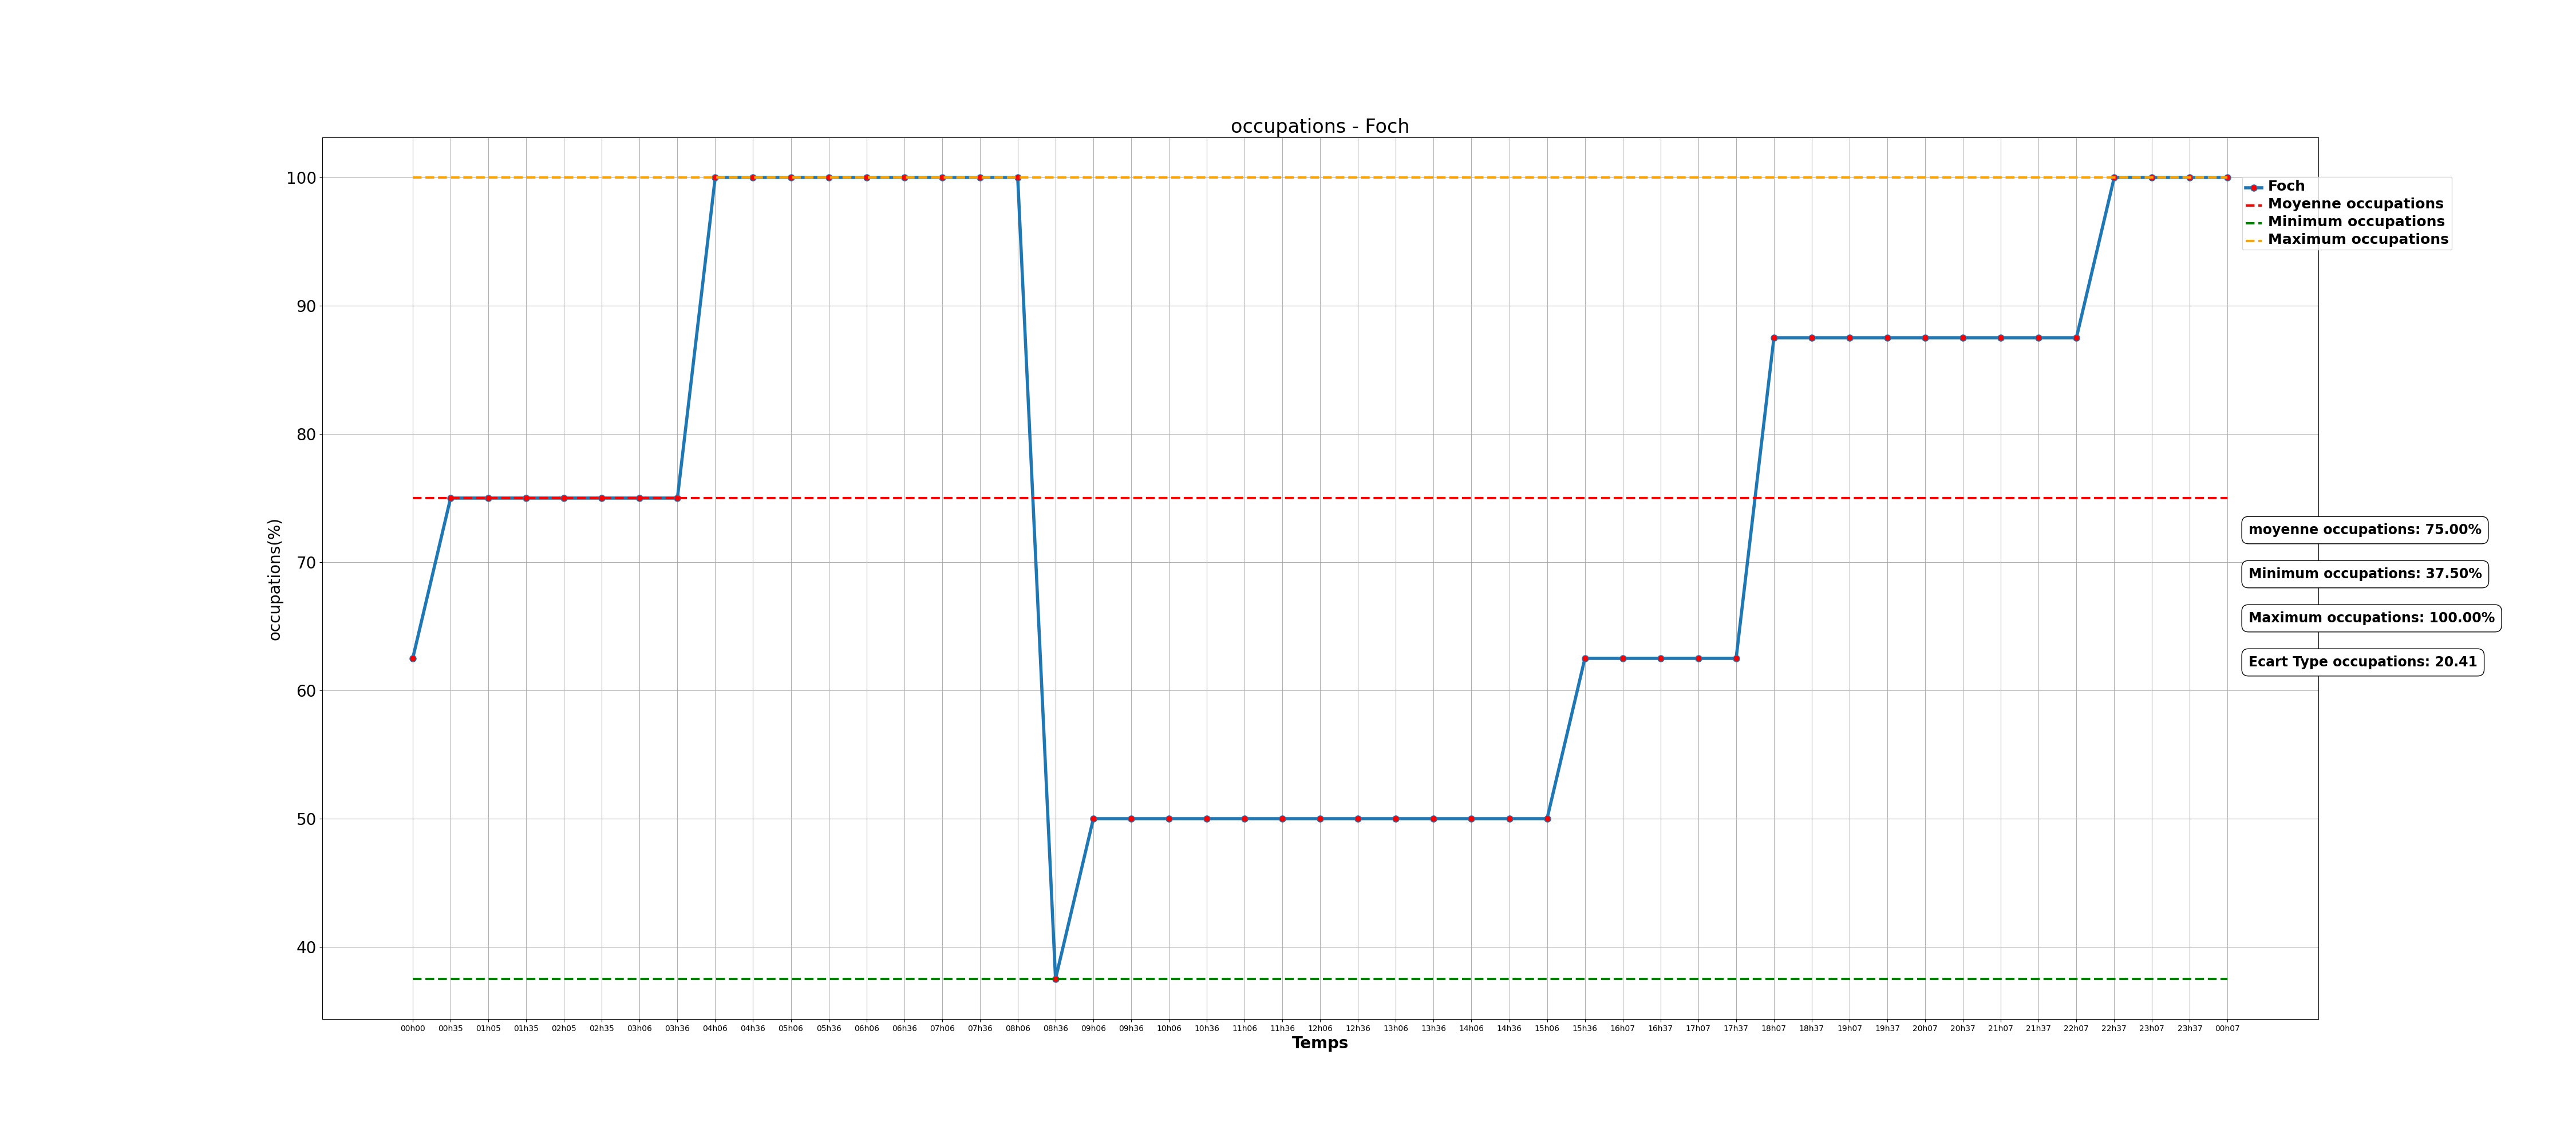 occupations - Foch
100
90
80
70
60
50
40
occupations(%)
Foch
Moyenne occupations
Minimum occupations
Maximum occupations
moyenne occupations: 75.00%
Minimum occupations: 37.50%
Maximum occupations: 100.00%
Ecart Type occupations: 20.41
00h00 00h35 01h05 01h35 02h05 02h35 03h06 03h36 04h06 04h36 05h06 05h36 06h06 06h36 07h06 07h36 08h06 08h36 09h06 09h36 10h06 10h36 11h06 11h36 12h06 12h36 13h06 13h36 14h06 14h36 15h06 15h36 16h07 16h37 17h07 17h37 18h07 18h37 19h07 19h37 20h07 20h37 21h07 21h37 22h07 22h37 23h07 23h37 00h07
Temps